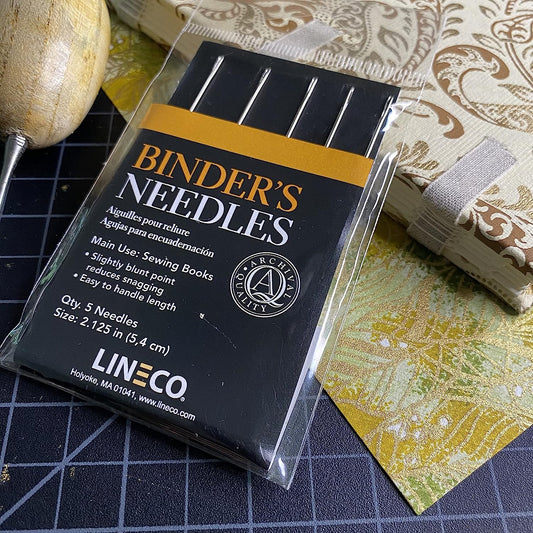 BINDER'S
NEEDLES
Aiguilles pour reliure
Agujas para encuadernación
Main Use: Sewing Books
• Slightly blunt point
reduces snagging
• Easy to handle length
Qty. 5 Needles
Size: 2.125 in (5,4 cm)
ARCHIVAL
AQ
QUALITY
LINECO®
Holyoke, MA 01041, www.lineco.com